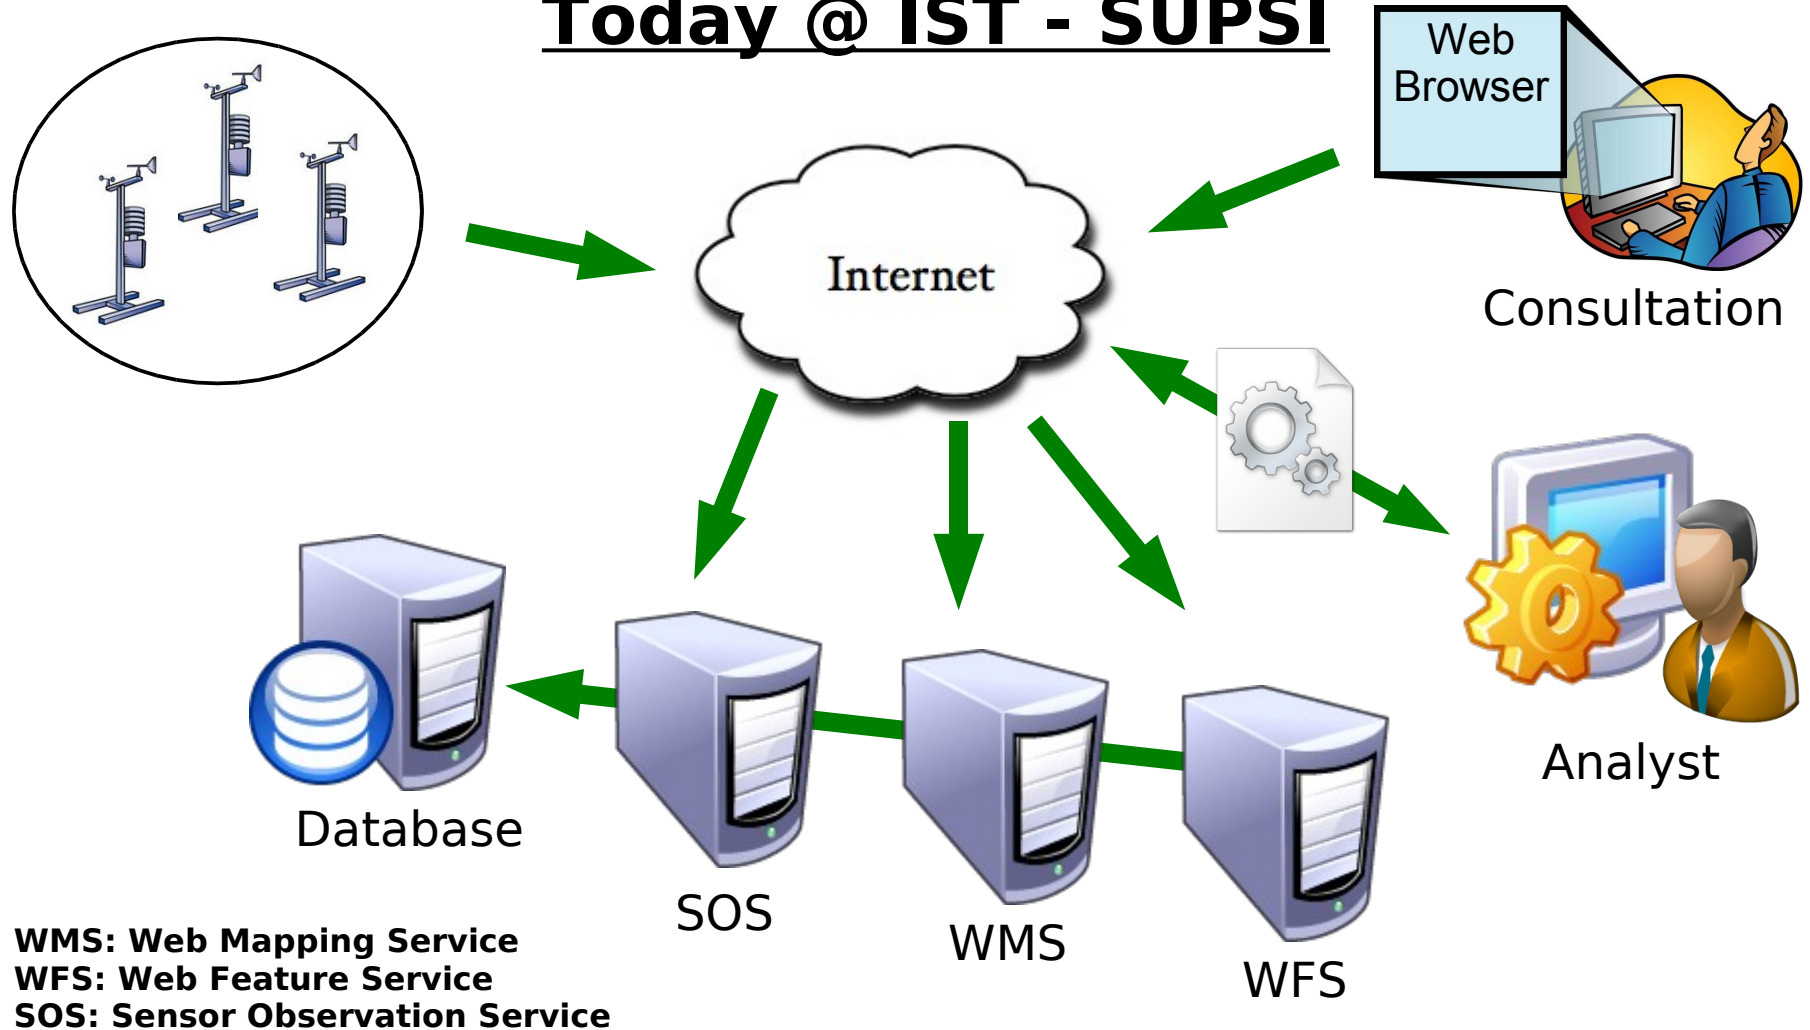 Today @ IST - SUPSI
Web
Browser
Internet
Consultation
Analyst
Database
SOS
WMS
WFS
WMS: Web Mapping Service
WFS: Web Feature Service
SOS: Sensor Observation Service